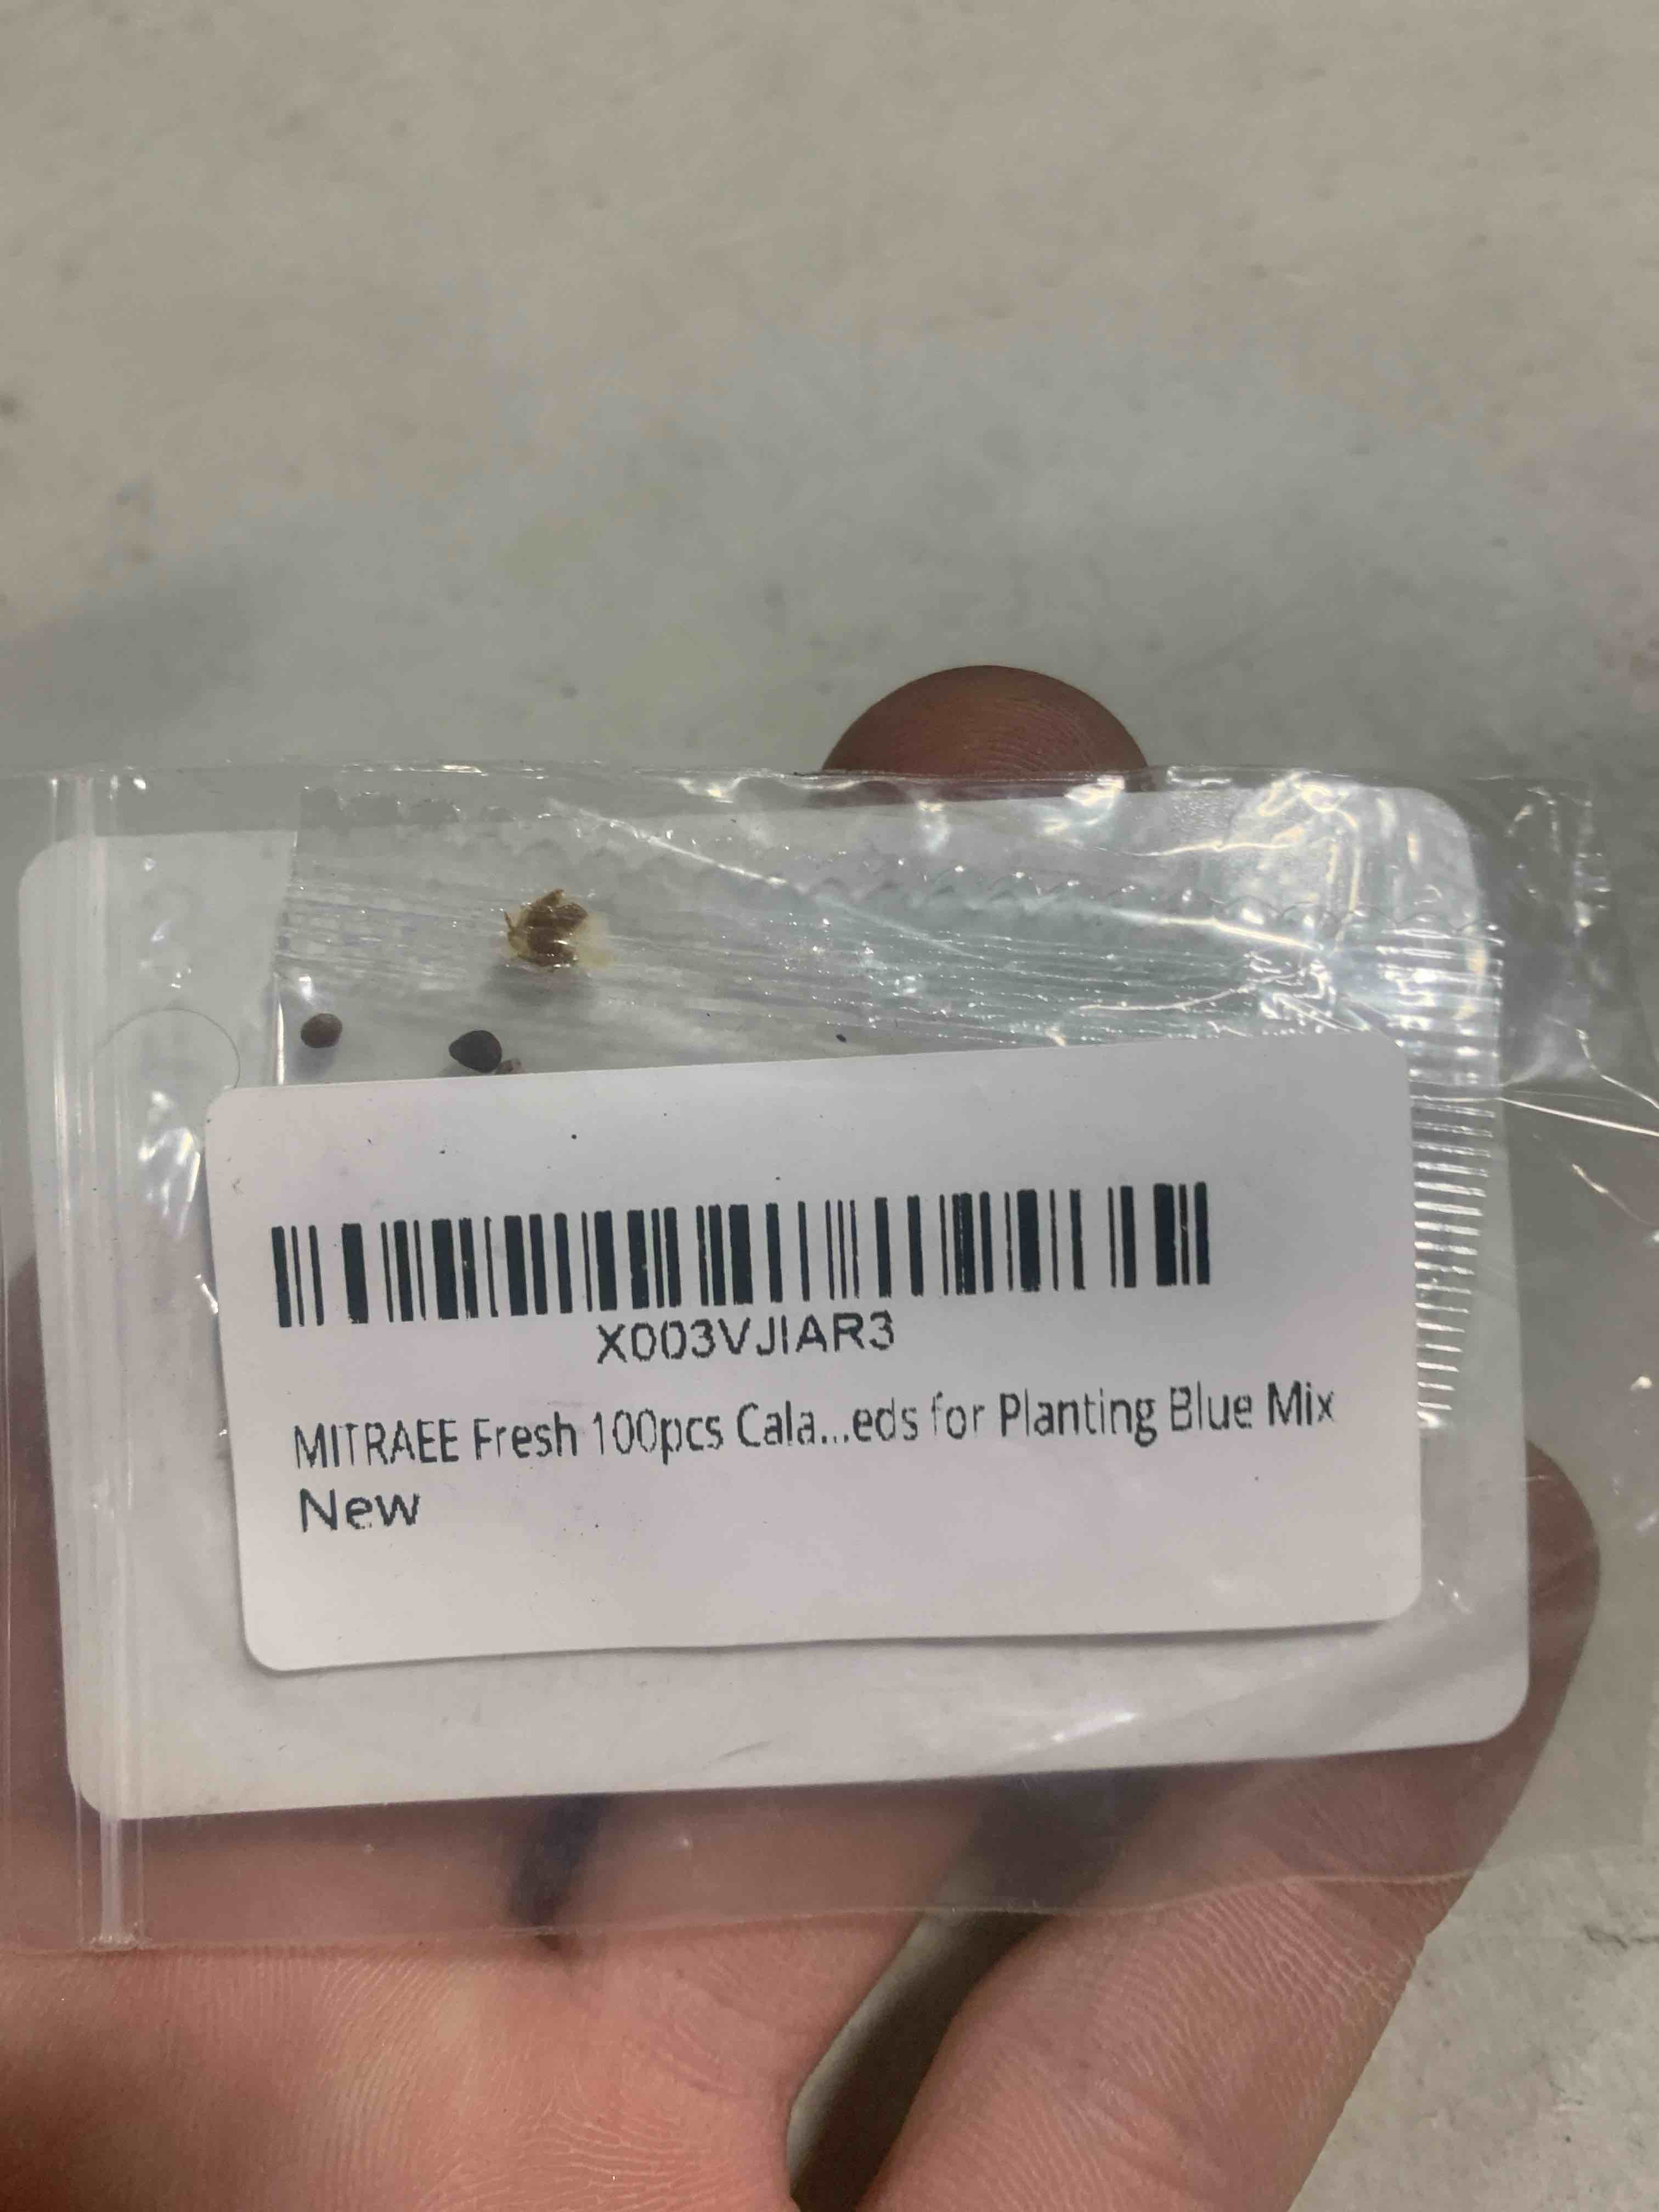 X003VJIAR3
MITRAEE Fresh 100pcs Cala...eds for Planting Blue Mix
New